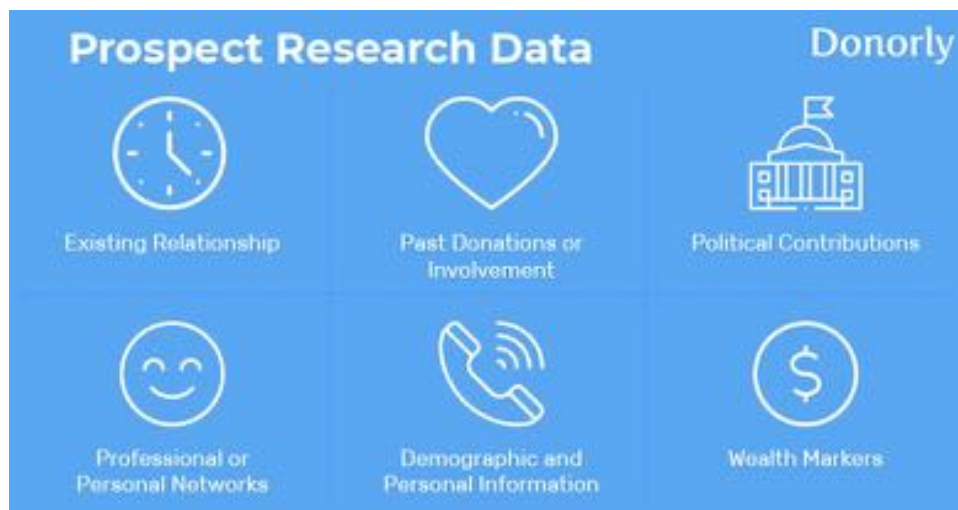 Prospect Research Data
Donorly
Existing Relationship
Past Donations or
Involvement
Political Contributions
Professional or
Personal Networks
Demographic and
Personal Information
Wealth Markers